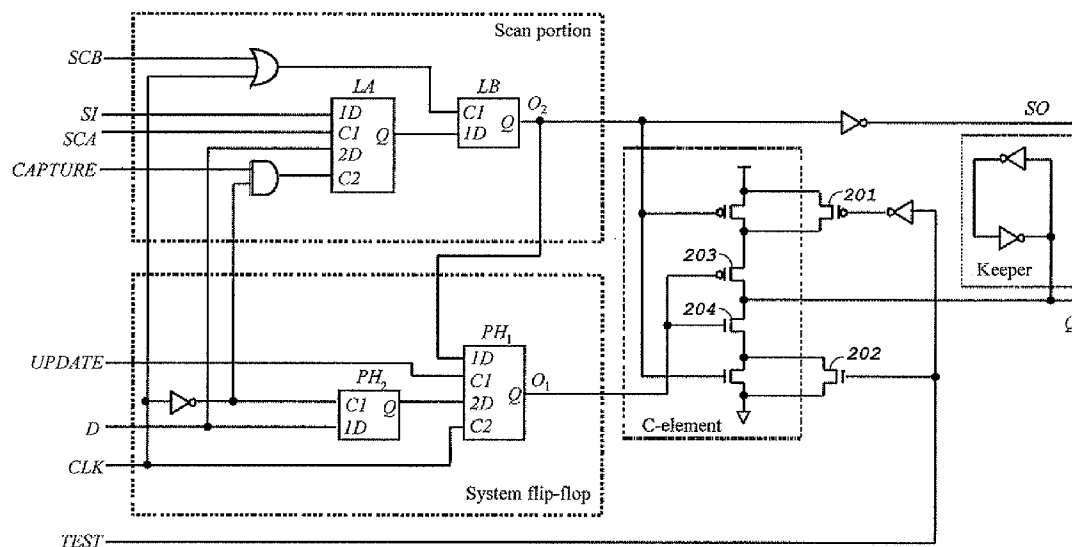 Scan portion
SCB
LA
LB
O2
SO
SI
1D
C1
Q
C1
1D
Q
SCA
2D
CAPTURE
C2
201
203
Keeper
204
Q
PH1
UPDATE
1D
C1
O1
202
PH2
C1
Q
2D
Q
D
1D
C2
C-element
CLK
System flip-flop
TEST